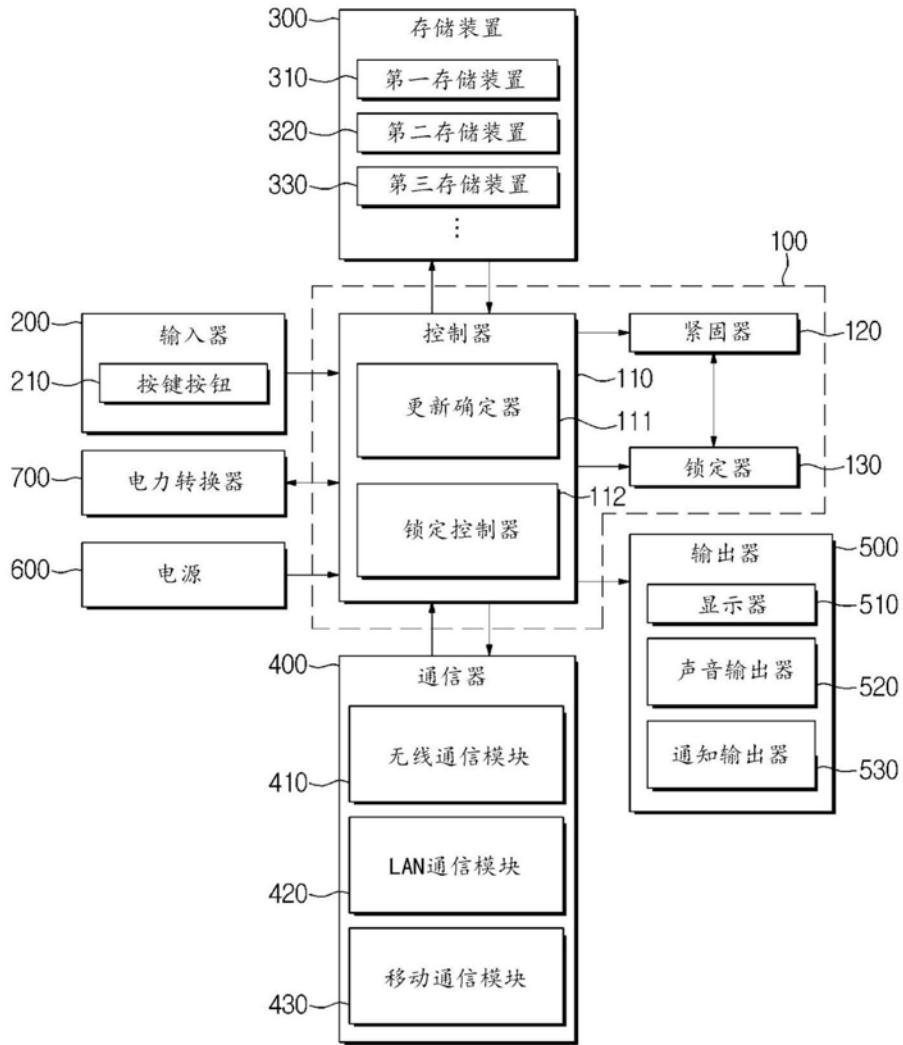 300
存储装置
310
第一存储装置
320
第二存储装置
330
第三存储装置
⋮
100
200
输入器
210
按键按钮
控制器
110
更新确定器
111
紧固器
120
700
电力转换器
112
锁定控制器
锁定器
130
600
电源
输出器
500
显示器
510
声音输出器
520
通知输出器
530
400
通信器
无线通信模块
410
LAN通信模块
420
移动通信模块
430